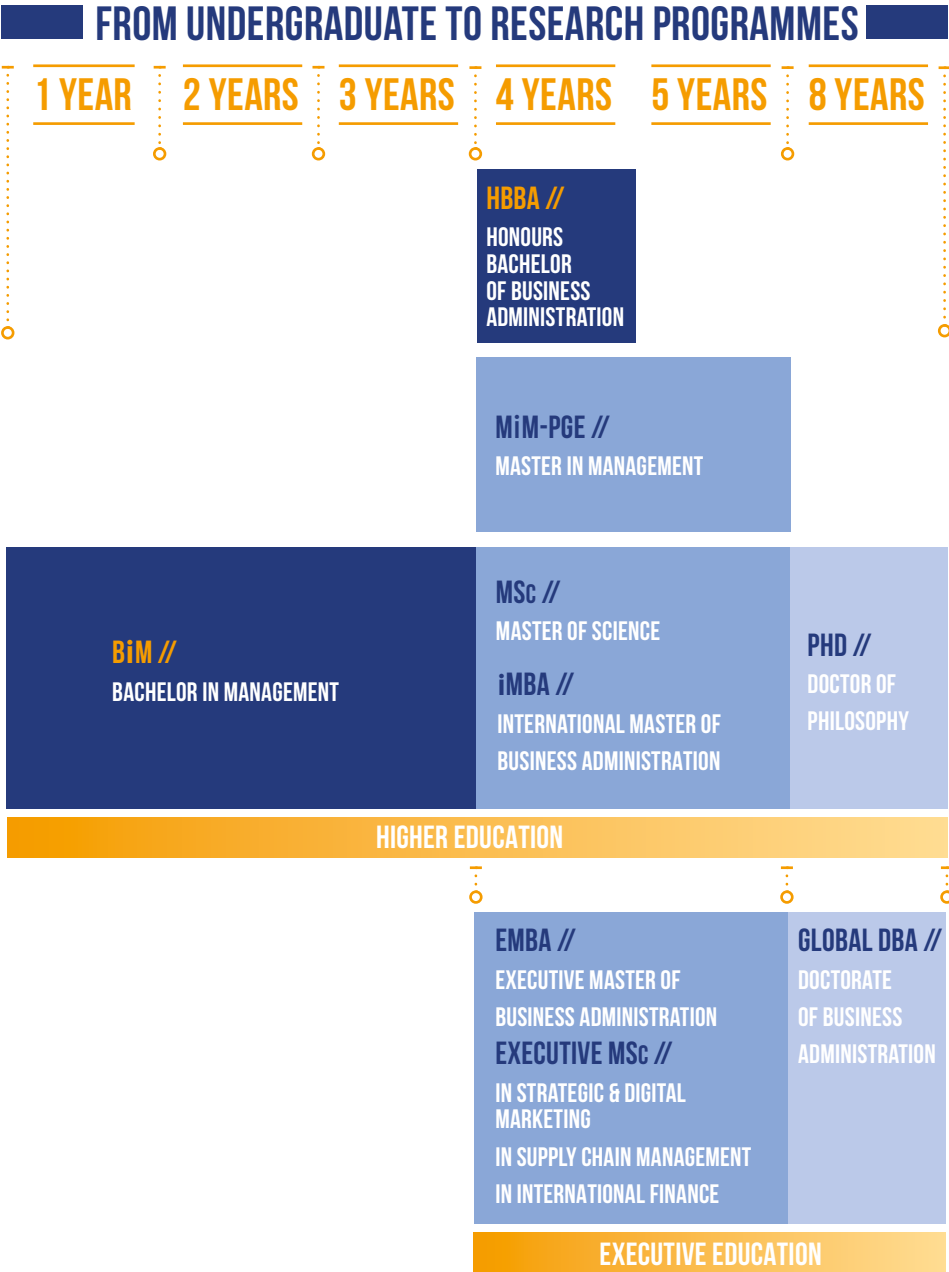 FROM UNDERGRADUATE TO RESEARCH PROGRAMMES
1 YEAR
2 YEARS
3 YEARS
4 YEARS
5 YEARS
8 YEARS
HBBA //
HONOURS
BACHELOR
OF BUSINESS
ADMINISTRATION
MiM-PGE //
MASTER IN MANAGEMENT
BiM //
BACHELOR IN MANAGEMENT
MSc //
MASTER OF SCIENCE
iMBA //
INTERNATIONAL MASTER OF
BUSINESS ADMINISTRATION
PHD //
DOCTOR OF
PHILOSOPHY
HIGHER EDUCATION
EMBA //
EXECUTIVE MASTER OF
BUSINESS ADMINISTRATION
EXECUTIVE MSc //
IN STRATEGIC & DIGITAL
MARKETING
IN SUPPLY CHAIN MANAGEMENT
IN INTERNATIONAL FINANCE
GLOBAL DBA //
DOCTORATE
OF BUSINESS
ADMINISTRATION
EXECUTIVE EDUCATION